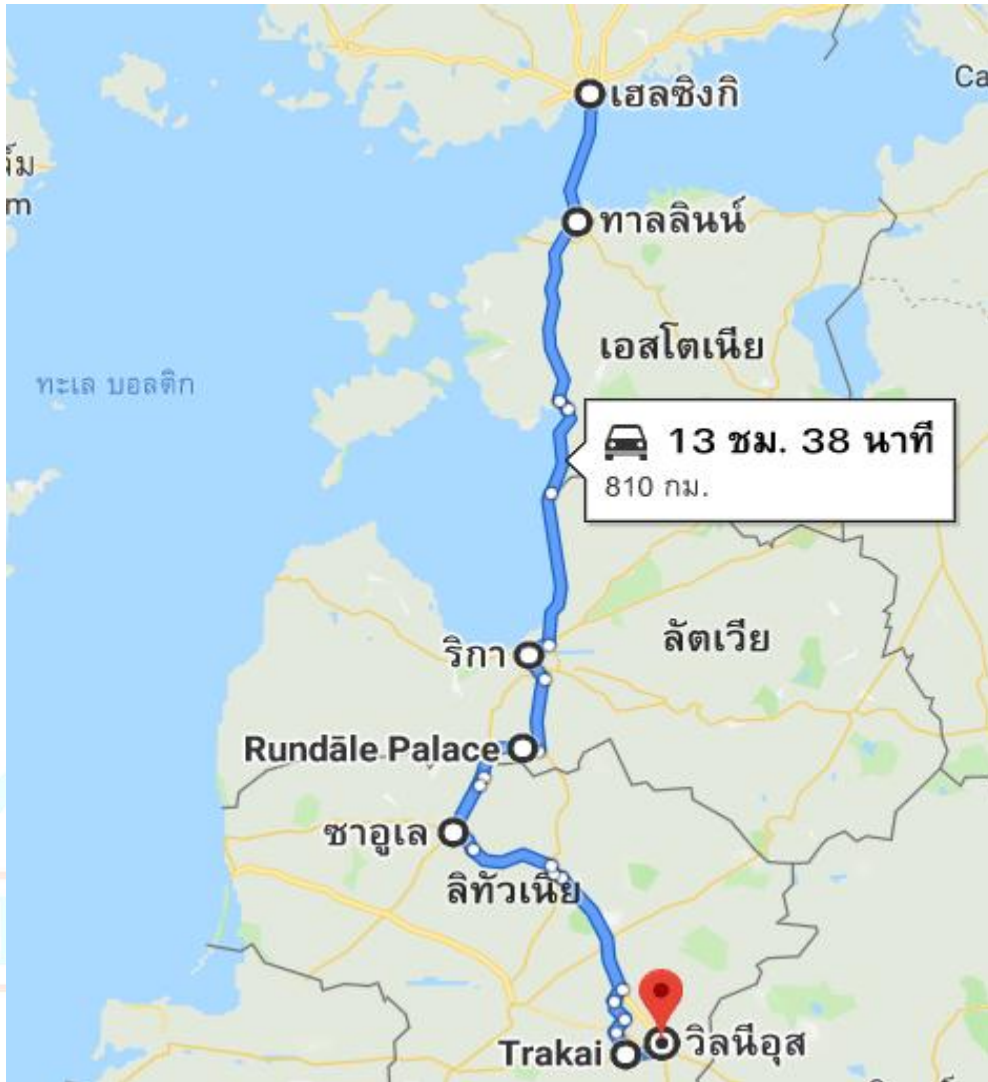 เฮลซิงกิ
Ca
ล์ม
m
ทาลลินน์
เอสโตเนีย
ทะเล บอลติก
13 ชม. 38 นาที
810 กม.
ริกา
ลัตเวีย
Rundāle Palace
ซาอูเล
ลิทัวเนีย
Trakai
วิลนีอุส